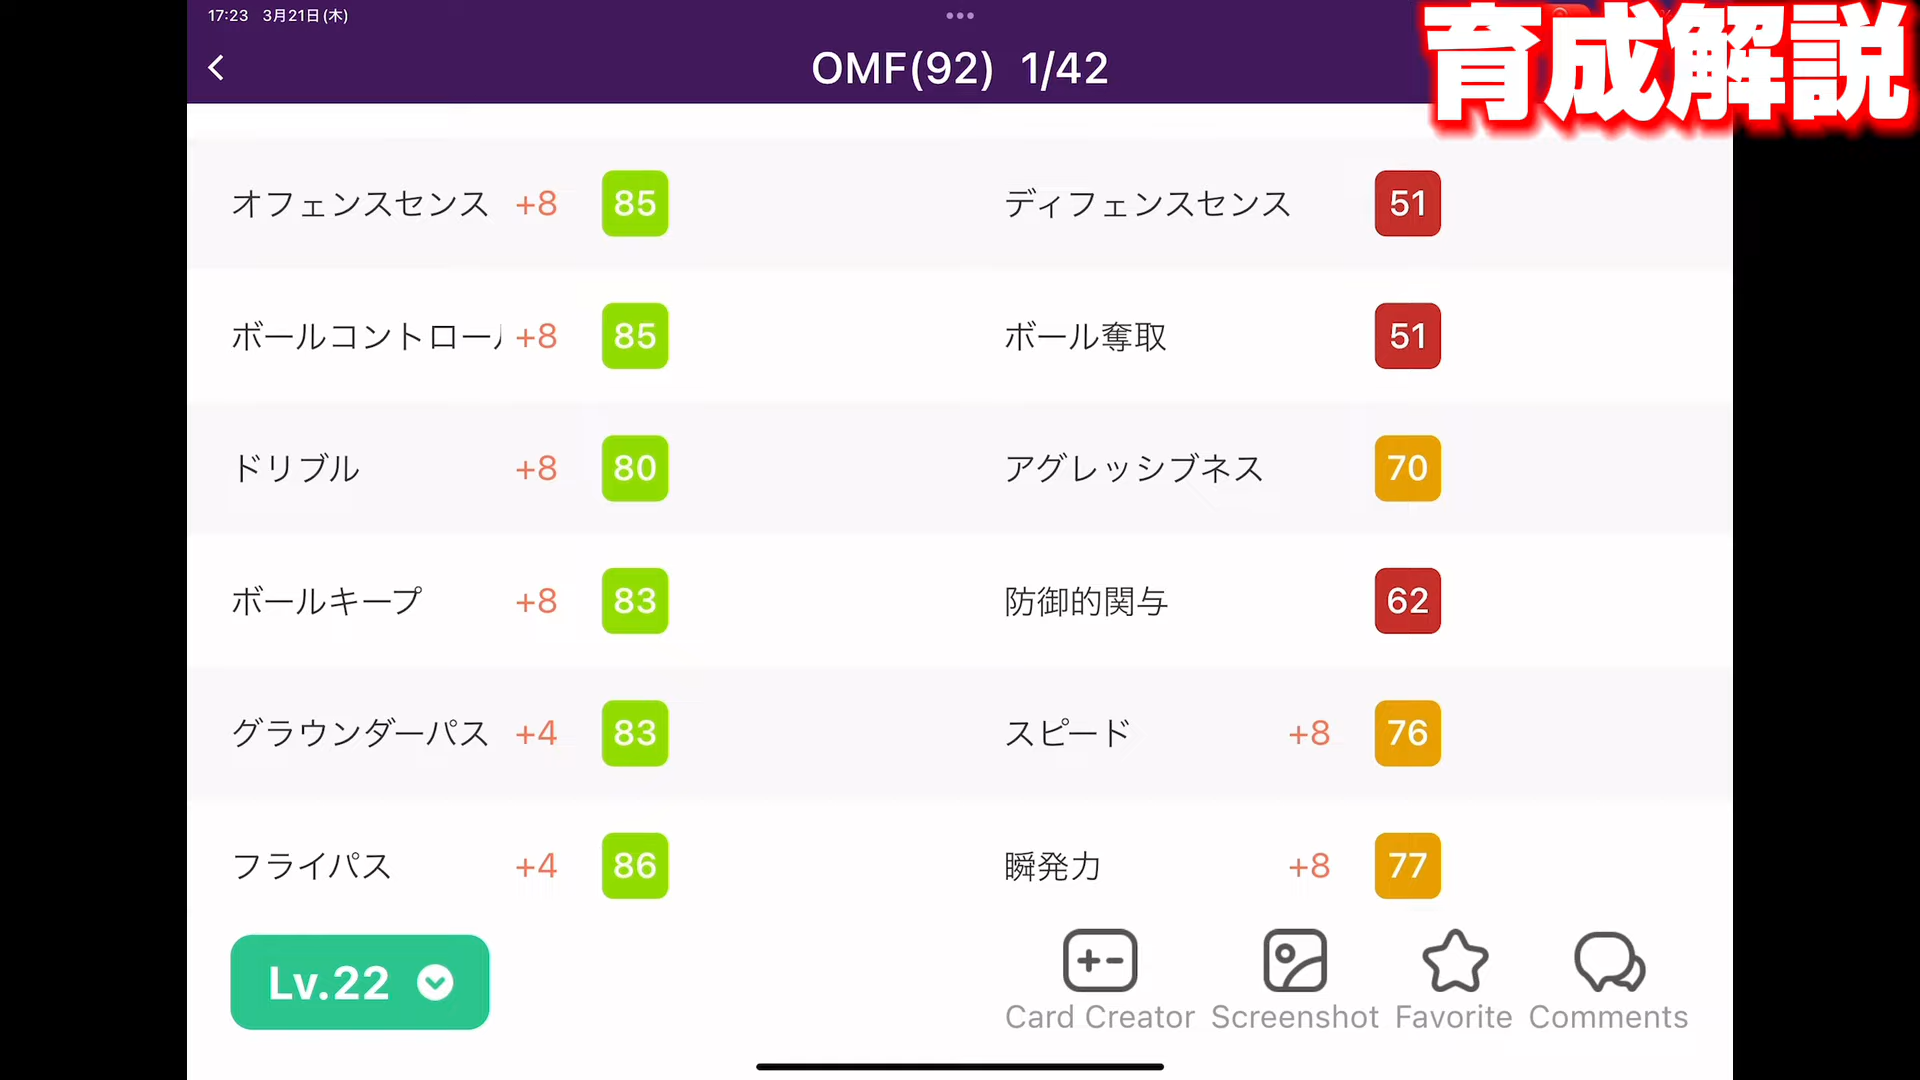 17:23 3月21日(木)
OMF(92) 1/42
育成解説
オフェンスセンス +8 85
ディフェンスセンス 51
ボールコントロール +8 85
ボール奪取 51
ドリブル +8 80
アグレッシブネス 70
ボールキープ +8 83
防御的関与 62
グラウンダーパス +4 83
スピード +8 76
フライパス +4 86
瞬発力 +8 77
Lv.22
Card Creator
Screenshot
Favorite
Comments